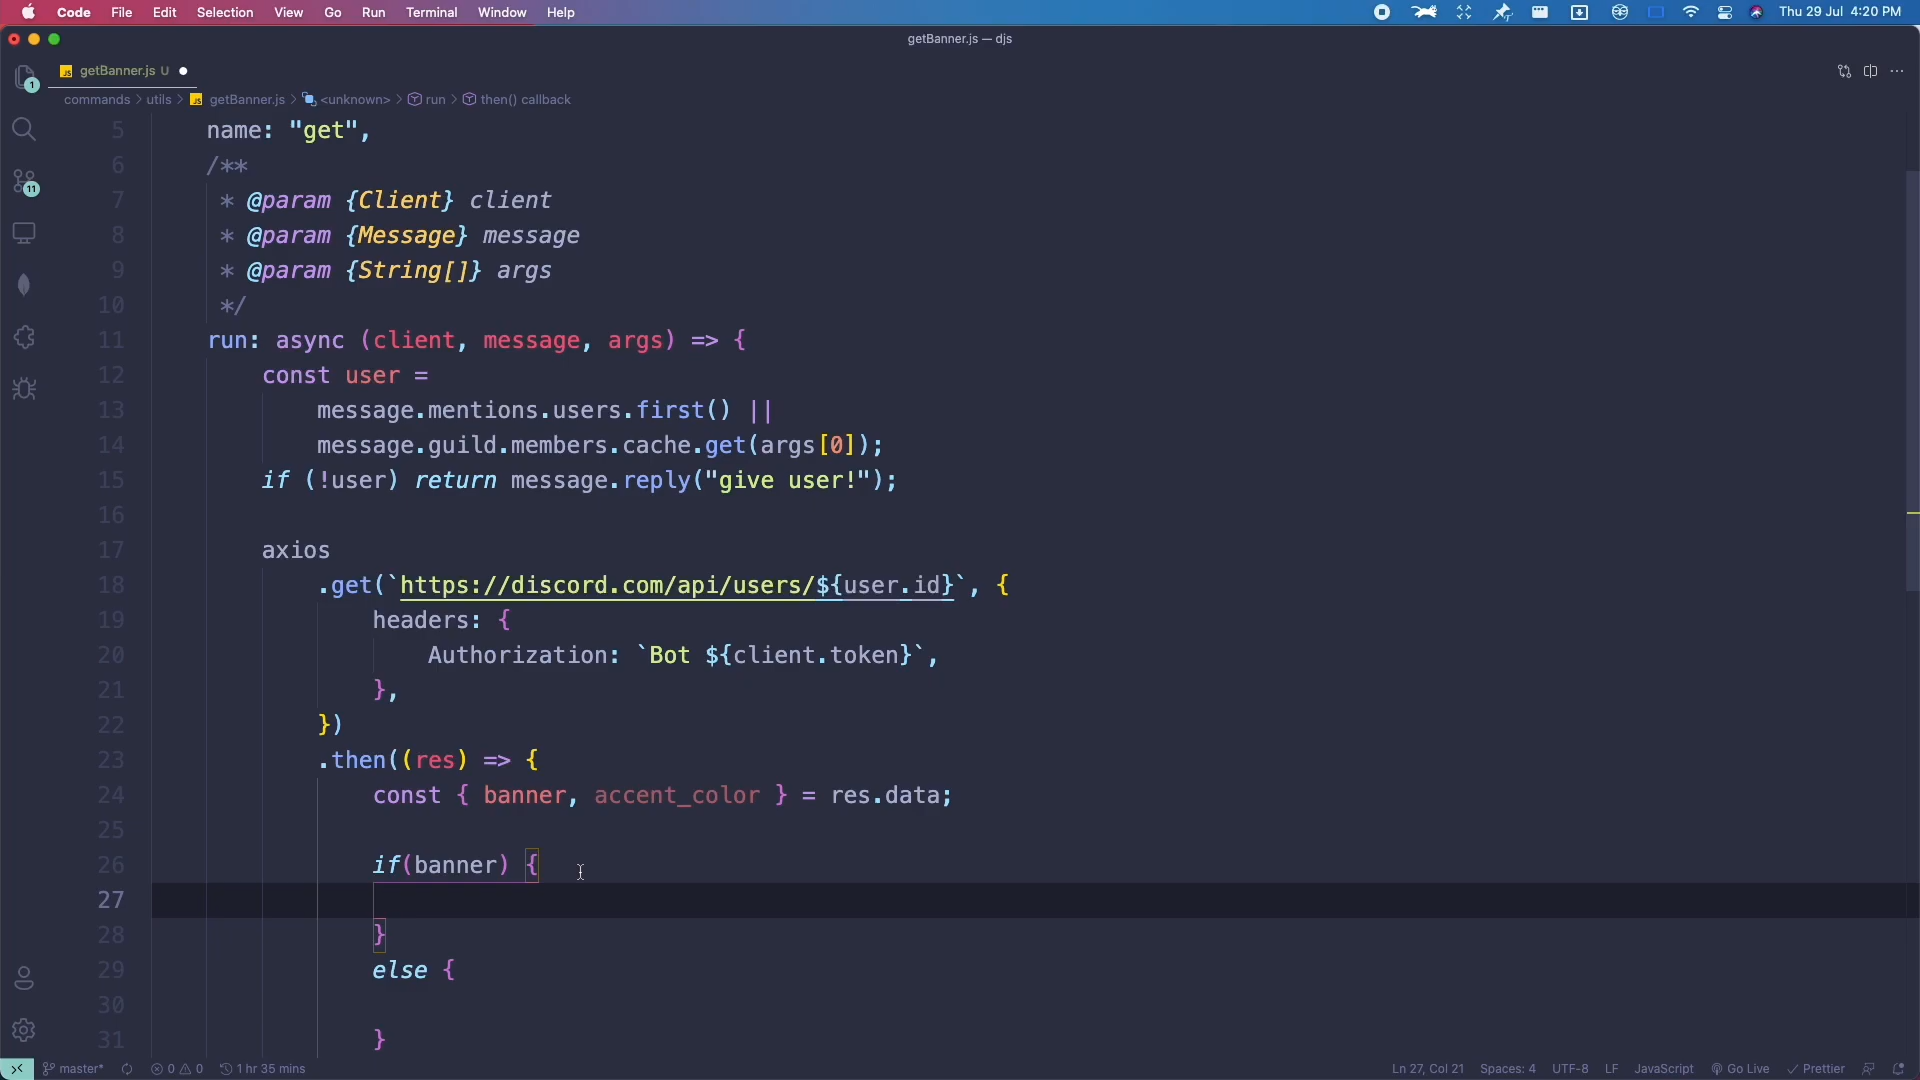 Code File Edit Selection View Go Run Terminal Window Help Thu 29 Jul 4:20 PM
getBanner.js — djs
JS getBanner.js U
commands > utils > JS getBanner.js > <unknown> > run > then() callback
5 name: "get",
6 /**
7 * @param {Client} client
8 * @param {Message} message
9 * @param {String[]} args
10 */
11 run: async (client, message, args) => {
12 const user =
13 message.mentions.users.first() ||
14 message.guild.members.cache.get(args[0]);
15 if (!user) return message.reply("give user!");
16
17 axios
18 .get(`https://discord.com/api/users/${user.id}`, {
19 headers: {
20 Authorization: `Bot ${client.token}`,
21 },
22 })
23 .then((res) => {
24 const { banner, accent_color } = res.data;
25
26 if(banner) {
27
28 }
29 else {
30
31 }
1
11
master* 0 0 1 hr 35 mins Ln 27, Col 21 Spaces: 4 UTF-8 LF JavaScript Go Live Prettier